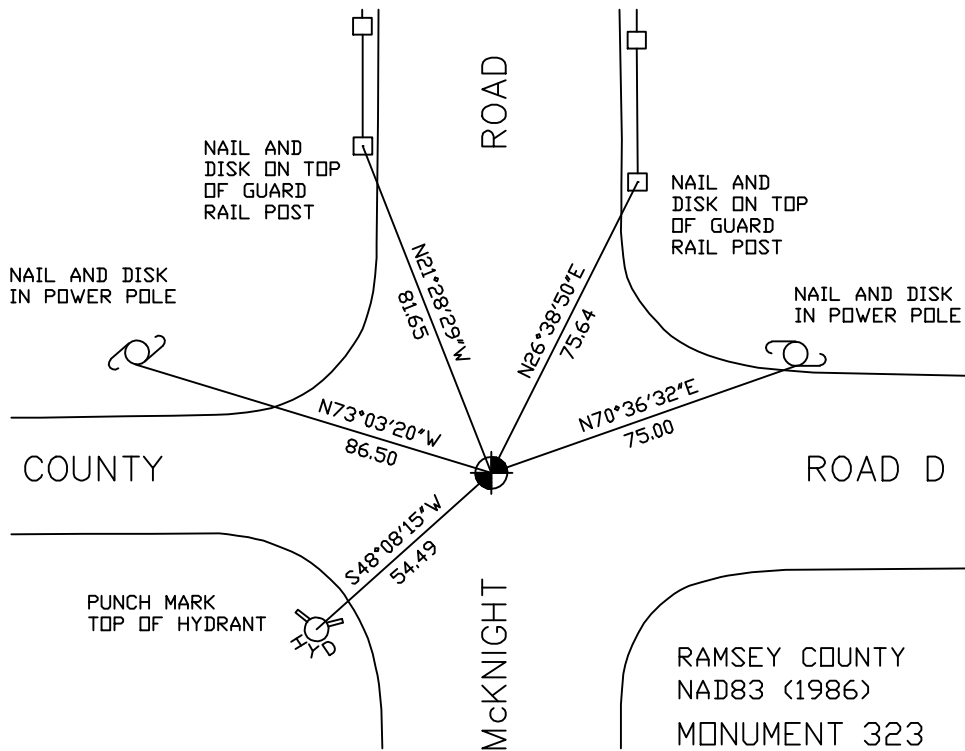 ROAD
NAIL AND
DISK ON TOP
OF GUARD
RAIL POST
NAIL AND
DISK ON TOP
OF GUARD
RAIL POST
NAIL AND DISK
IN POWER POLE
NAIL AND DISK
IN POWER POLE
N21°28'29"W
81.65
N26°38'50"E
75.64
N73°03'20"W
86.50
N70°36'32"E
75.00
COUNTY
ROAD D
S48°08'15"W
54.49
PUNCH MARK
TOP OF HYDRANT
HYD
McKNIGHT
RAMSEY COUNTY
NAD83 (1986)
MONUMENT 323